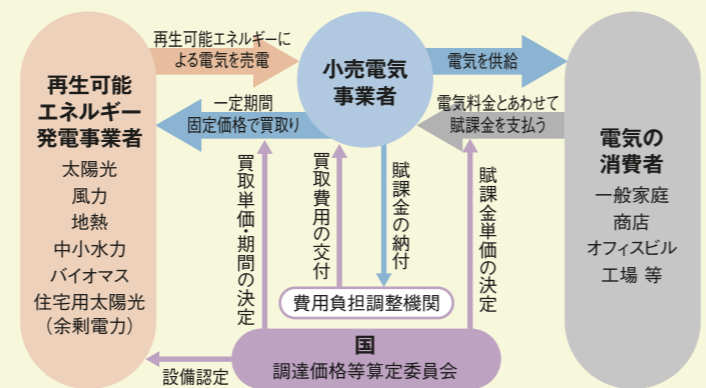 再生可能
エネルギー
発電事業者
太陽光
風力
地熱
中小水力
バイオマス
住宅用太陽光
(余剰電力)
再生可能エネルギーに
よる電気を売電
一定期間
固定価格で買取り
小売電気
事業者
電気を供給
電気料金とあわせて
賦課金を支払う
電気の
消費者
一般家庭
商店
オフィスビル
工場 等
買取単価・期間の決定
買取費用の交付
賦課金の納付
賦課金単価の決定
費用負担調整機関
国
調達価格等算定委員会
設備認定